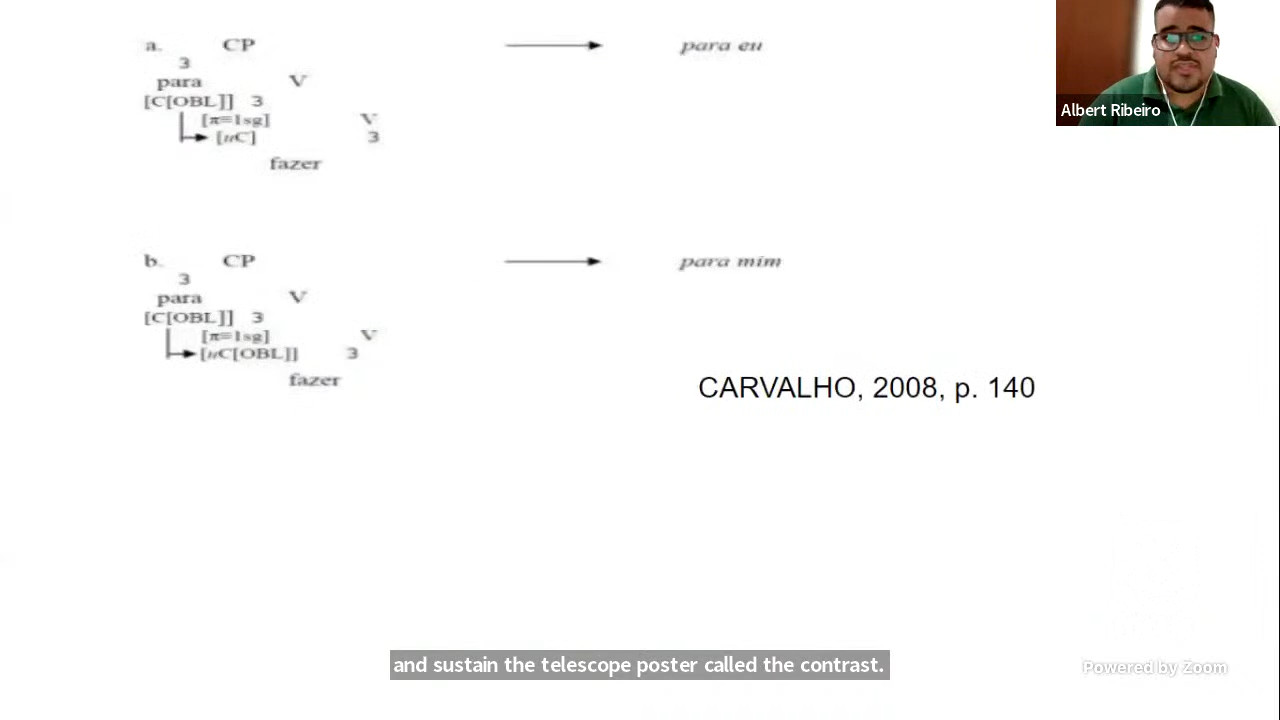 a. CP para eu
3
para V
[C[OBL]] 3
[π=1sg] V
[uC] 3
fazer
b. CP para mim
3
para V
[C[OBL]] 3
[π=1sg] V
[uC[OBL]] 3
fazer
CARVALHO, 2008, p. 140
Albert Ribeiro
and sustain the telescope poster called the contrast.
Powered by Zoom